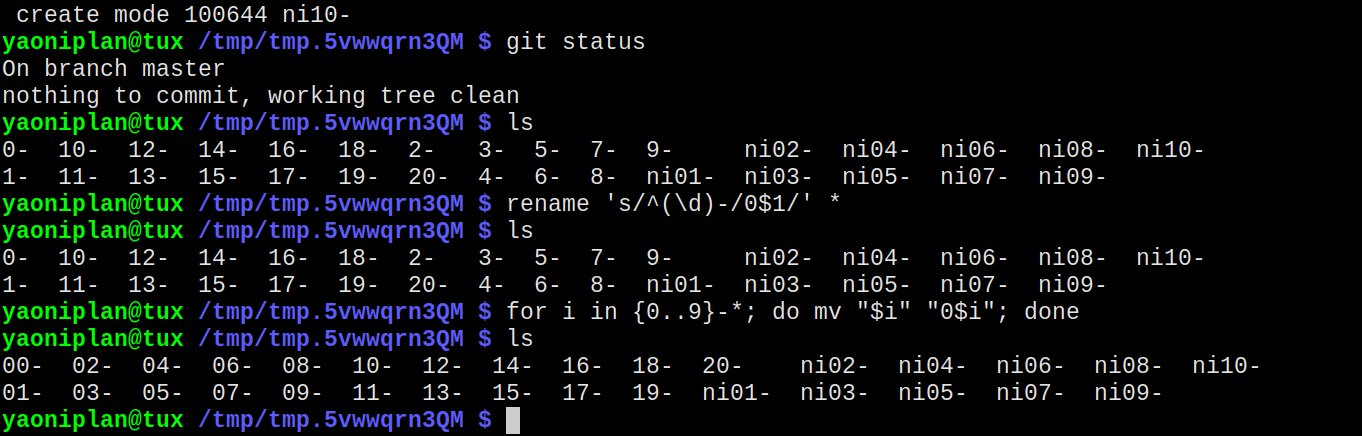 create mode 100644 ni10-
yaoniplan@tux /tmp/tmp.5vwwqrn3QM $ git status
On branch master
nothing to commit, working tree clean
yaoniplan@tux /tmp/tmp.5vwwqrn3QM $ ls
0-  10-  12-  14-  16-  18-  2-   3-  5-  7-  9-     ni02-  ni04-  ni06-  ni08-  ni10-
1-  11-  13-  15-  17-  19-  20-  4-  6-  8-  ni01-  ni03-  ni05-  ni07-  ni09-
yaoniplan@tux /tmp/tmp.5vwwqrn3QM $ rename 's/^(\d)-/0$1/' *
yaoniplan@tux /tmp/tmp.5vwwqrn3QM $ ls
0-  10-  12-  14-  16-  18-  2-   3-  5-  7-  9-     ni02-  ni04-  ni06-  ni08-  ni10-
1-  11-  13-  15-  17-  19-  20-  4-  6-  8-  ni01-  ni03-  ni05-  ni07-  ni09-
yaoniplan@tux /tmp/tmp.5vwwqrn3QM $ for i in {0..9}-*; do mv "$i" "0$i"; done
yaoniplan@tux /tmp/tmp.5vwwqrn3QM $ ls
00-  02-  04-  06-  08-  10-  12-  14-  16-  18-  20-    ni02-  ni04-  ni06-  ni08-  ni10-
01-  03-  05-  07-  09-  11-  13-  15-  17-  19-  ni01-  ni03-  ni05-  ni07-  ni09-
yaoniplan@tux /tmp/tmp.5vwwqrn3QM $